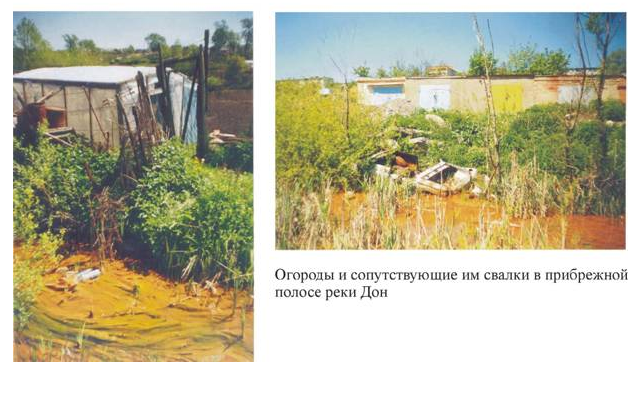 Огороды и сопутствующие им свалки в прибрежной
полосе реки Дон